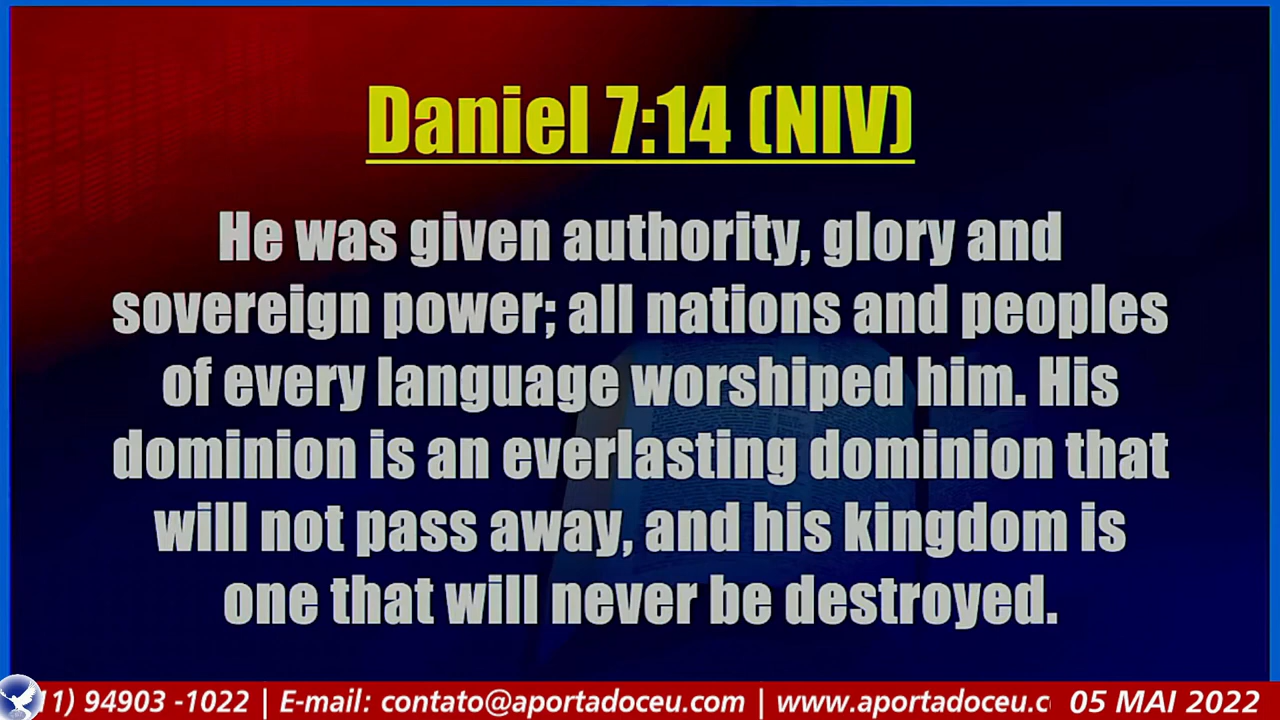 Daniel 7:14 (NIV)
He was given authority, glory and
sovereign power; all nations and peoples
of every language worshiped him. His
dominion is an everlasting dominion that
will not pass away, and his kingdom is
one that will never be destroyed.
11) 94903 -1022 | E-mail: contato@aportadoceu.com | www.aportadoceu.c 05 MAI 2022